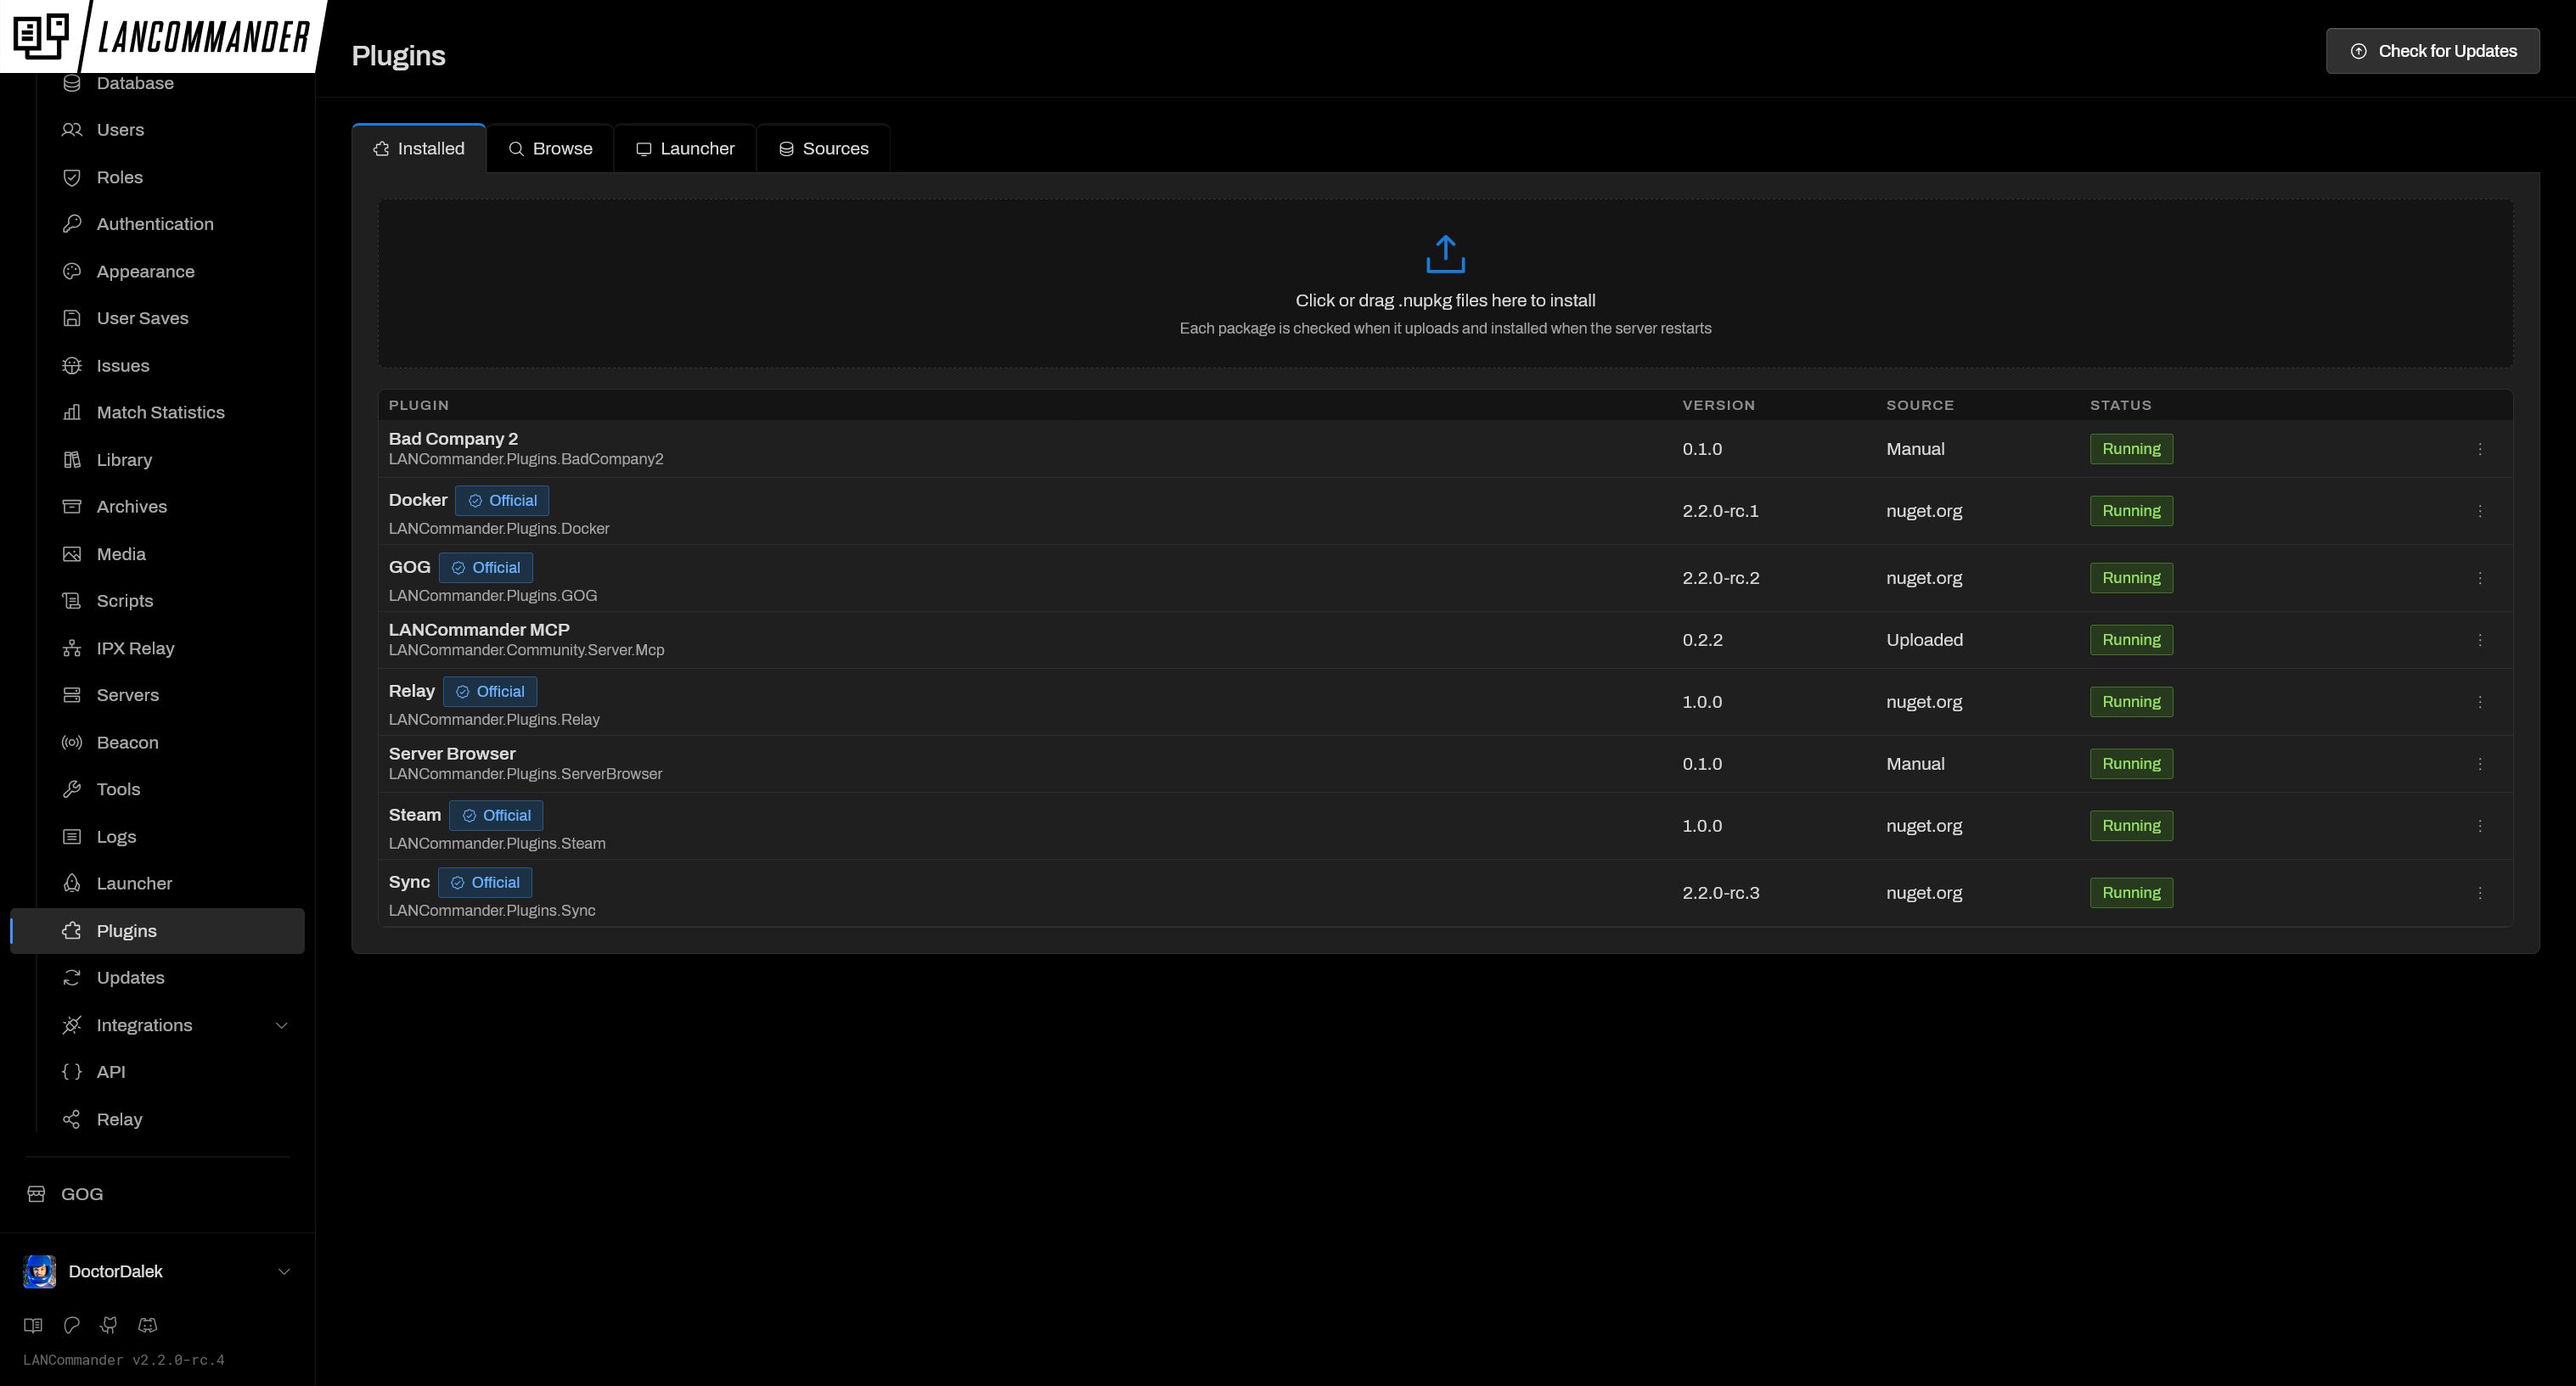 LANCOMMANDER
Database
Users
Roles
Authentication
Appearance
User Saves
Issues
Match Statistics
Library
Archives
Media
Scripts
IPX Relay
Servers
Beacon
Tools
Logs
Launcher
Plugins
Updates
Integrations
API
Relay
GOG
DoctorDalek
LANCommander v2.2.0-rc.4
Plugins
Check for Updates
Installed Browse Launcher Sources
Click or drag .nupkg files here to install
Each package is checked when it uploads and installed when the server restarts
PLUGIN VERSION SOURCE STATUS
Bad Company 2
LANCommander.Plugins.BadCompany2
0.1.0 Manual Running
Docker Official
LANCommander.Plugins.Docker
2.2.0-rc.1 nuget.org Running
GOG Official
LANCommander.Plugins.GOG
2.2.0-rc.2 nuget.org Running
LANCommander MCP
LANCommander.Community.Server.Mcp
0.2.2 Uploaded Running
Relay Official
LANCommander.Plugins.Relay
1.0.0 nuget.org Running
Server Browser
LANCommander.Plugins.ServerBrowser
0.1.0 Manual Running
Steam Official
LANCommander.Plugins.Steam
1.0.0 nuget.org Running
Sync Official
LANCommander.Plugins.Sync
2.2.0-rc.3 nuget.org Running